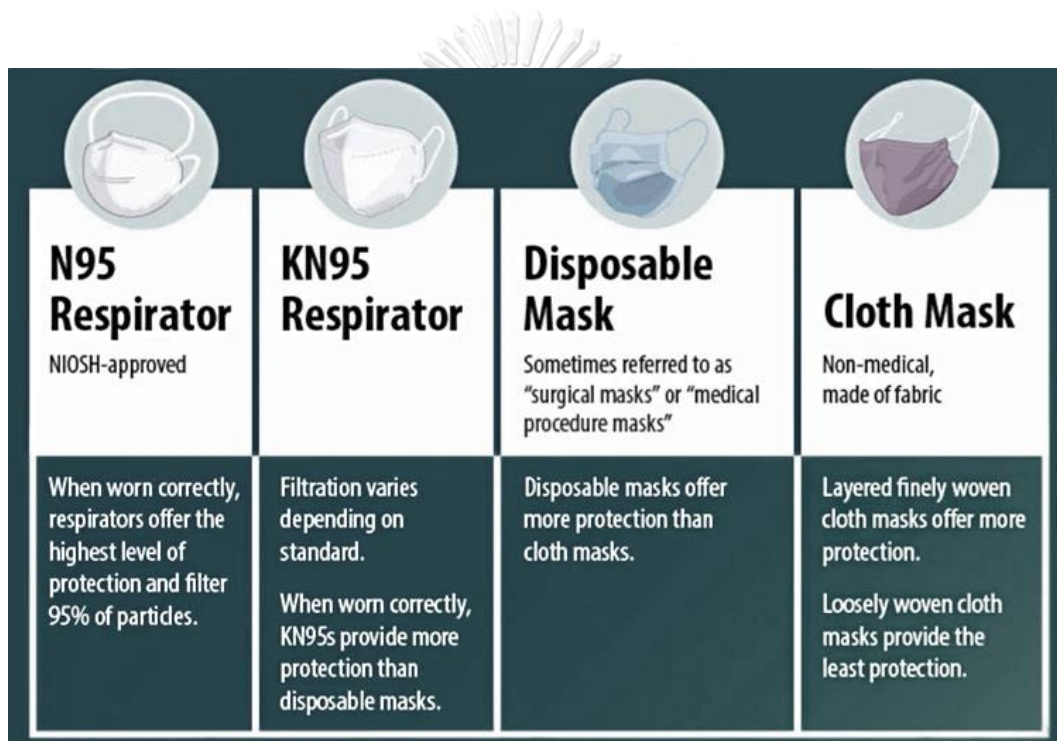 N95
Respirator
NIOSH-approved
When worn correctly,
respirators offer the
highest level of
protection and filter
95% of particles.
KN95
Respirator
Filtration varies
depending on
standard.
When worn correctly,
KN95s provide more
protection than
disposable masks.
Disposable
Mask
Sometimes referred to as
“surgical masks” or “medical
procedure masks”
Disposable masks offer
more protection than
cloth masks.
Cloth Mask
Non-medical,
made of fabric
Layered finely woven
cloth masks offer more
protection.
Loosely woven cloth
masks provide the
least protection.